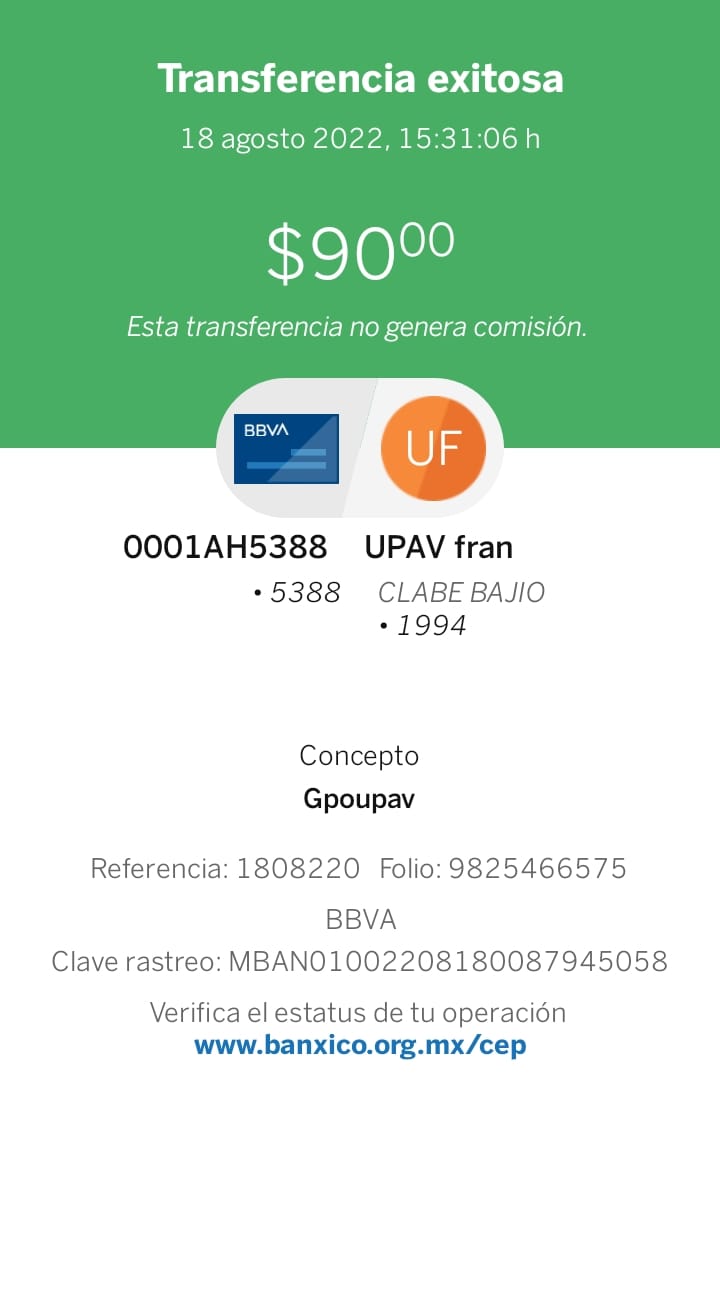 Transferencia exitosa
18 agosto 2022, 15:31:06 h
$90⁰⁰
Esta transferencia no genera comisión.
BBVA
UF
0001AH5388 UPAV fran
• 5388 CLABE BAJIO
• 1994
Concepto
Gpoupav
Referencia: 1808220 Folio: 9825466575
BBVA
Clave rastreo: MBAN01002208180087945058
Verifica el estatus de tu operación
www.banxico.org.mx/cep